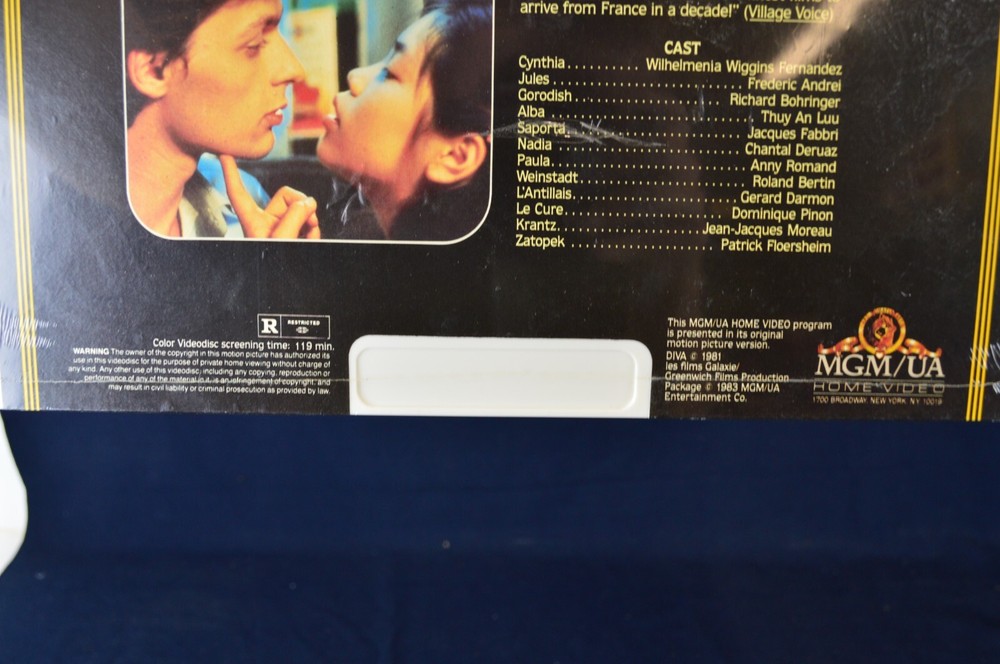 arrive from France in a decade!" (Village Voice)
CAST
Cynthia.......... Wilhelmenia Wiggins Fernandez
Jules........................Frederic Andrei
Gorodish....................Richard Bohringer
Alba...........................Thuy An Luu
Saporta......................Jacques Fabbri
Nadia.......................Chantal Deruaz
Paula........................Anny Romand
Weinstadt....................Roland Bertin
L'Antillais....................Gerard Darmon
Le Cure.....................Dominique Pinon
Krantz..................Jean-Jacques Moreau
Zatopek ..................Patrick Floersheim
R RESTRICTED
Color Videodisc screening time: 119 min.
WARNING The owner of the copyright in this motion picture has authorized its
use in this videodisc for the purpose of private home viewing without charge of
any kind. Any other use of this videodisc, including any copying, reproduction or
performance of any of the material in it, is an infringement of copyright, and
may result in civil liability or criminal prosecution as provided by law.
This MGM/UA HOME VIDEO program
is presented in its original
motion picture version.
DIVA © 1981
les films Galaxie/
Greenwich Films Production
Package © 1983 MGM/UA
Entertainment Co.
MGM/UA
HOME VIDEO
1700 BROADWAY, NEW YORK, NY 10019